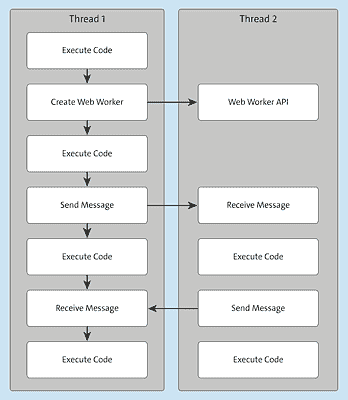 Thread 1
Thread 2
Execute Code
Create Web Worker
Web Worker API
Execute Code
Send Message
Receive Message
Execute Code
Execute Code
Receive Message
Send Message
Execute Code
Execute Code